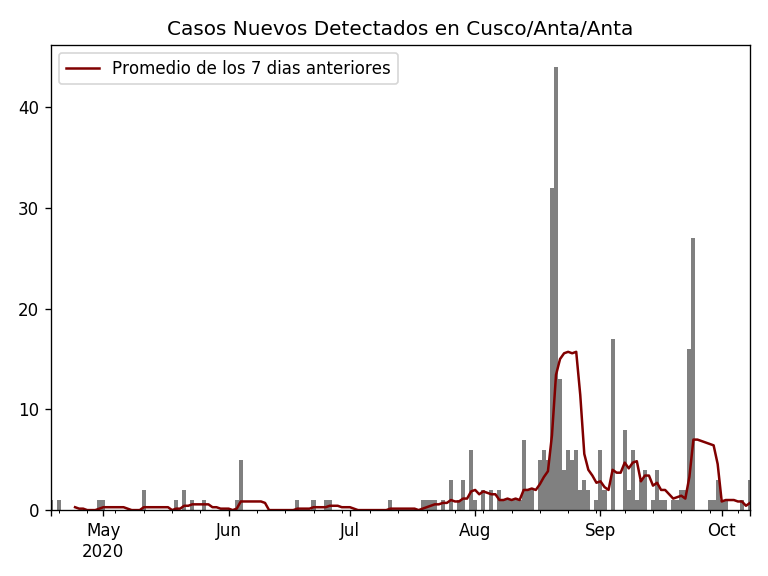 Casos Nuevos Detectados en Cusco/Anta/Anta
Promedio de los 7 dias anteriores
40
30
20
10
0
May Jun Jul Aug Sep Oct
2020